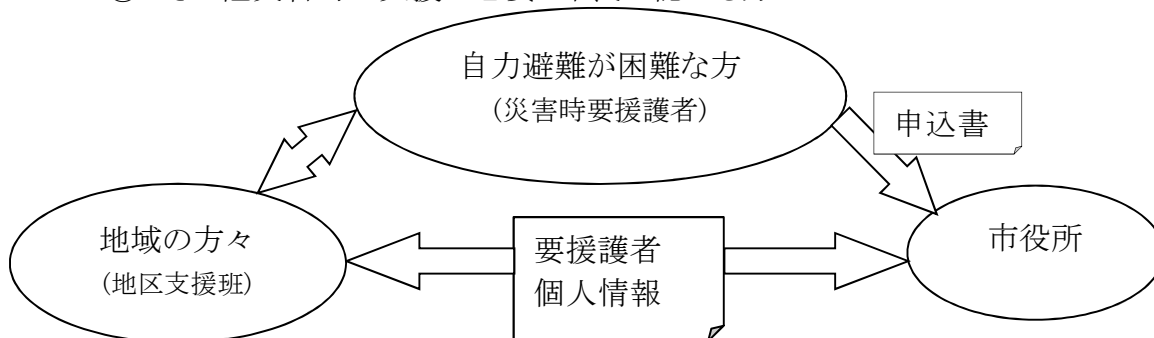 自力避難が困難な方
(災害時要援護者)
申込書
地域の方々
(地区支援班)
要援護者
個人情報
市役所